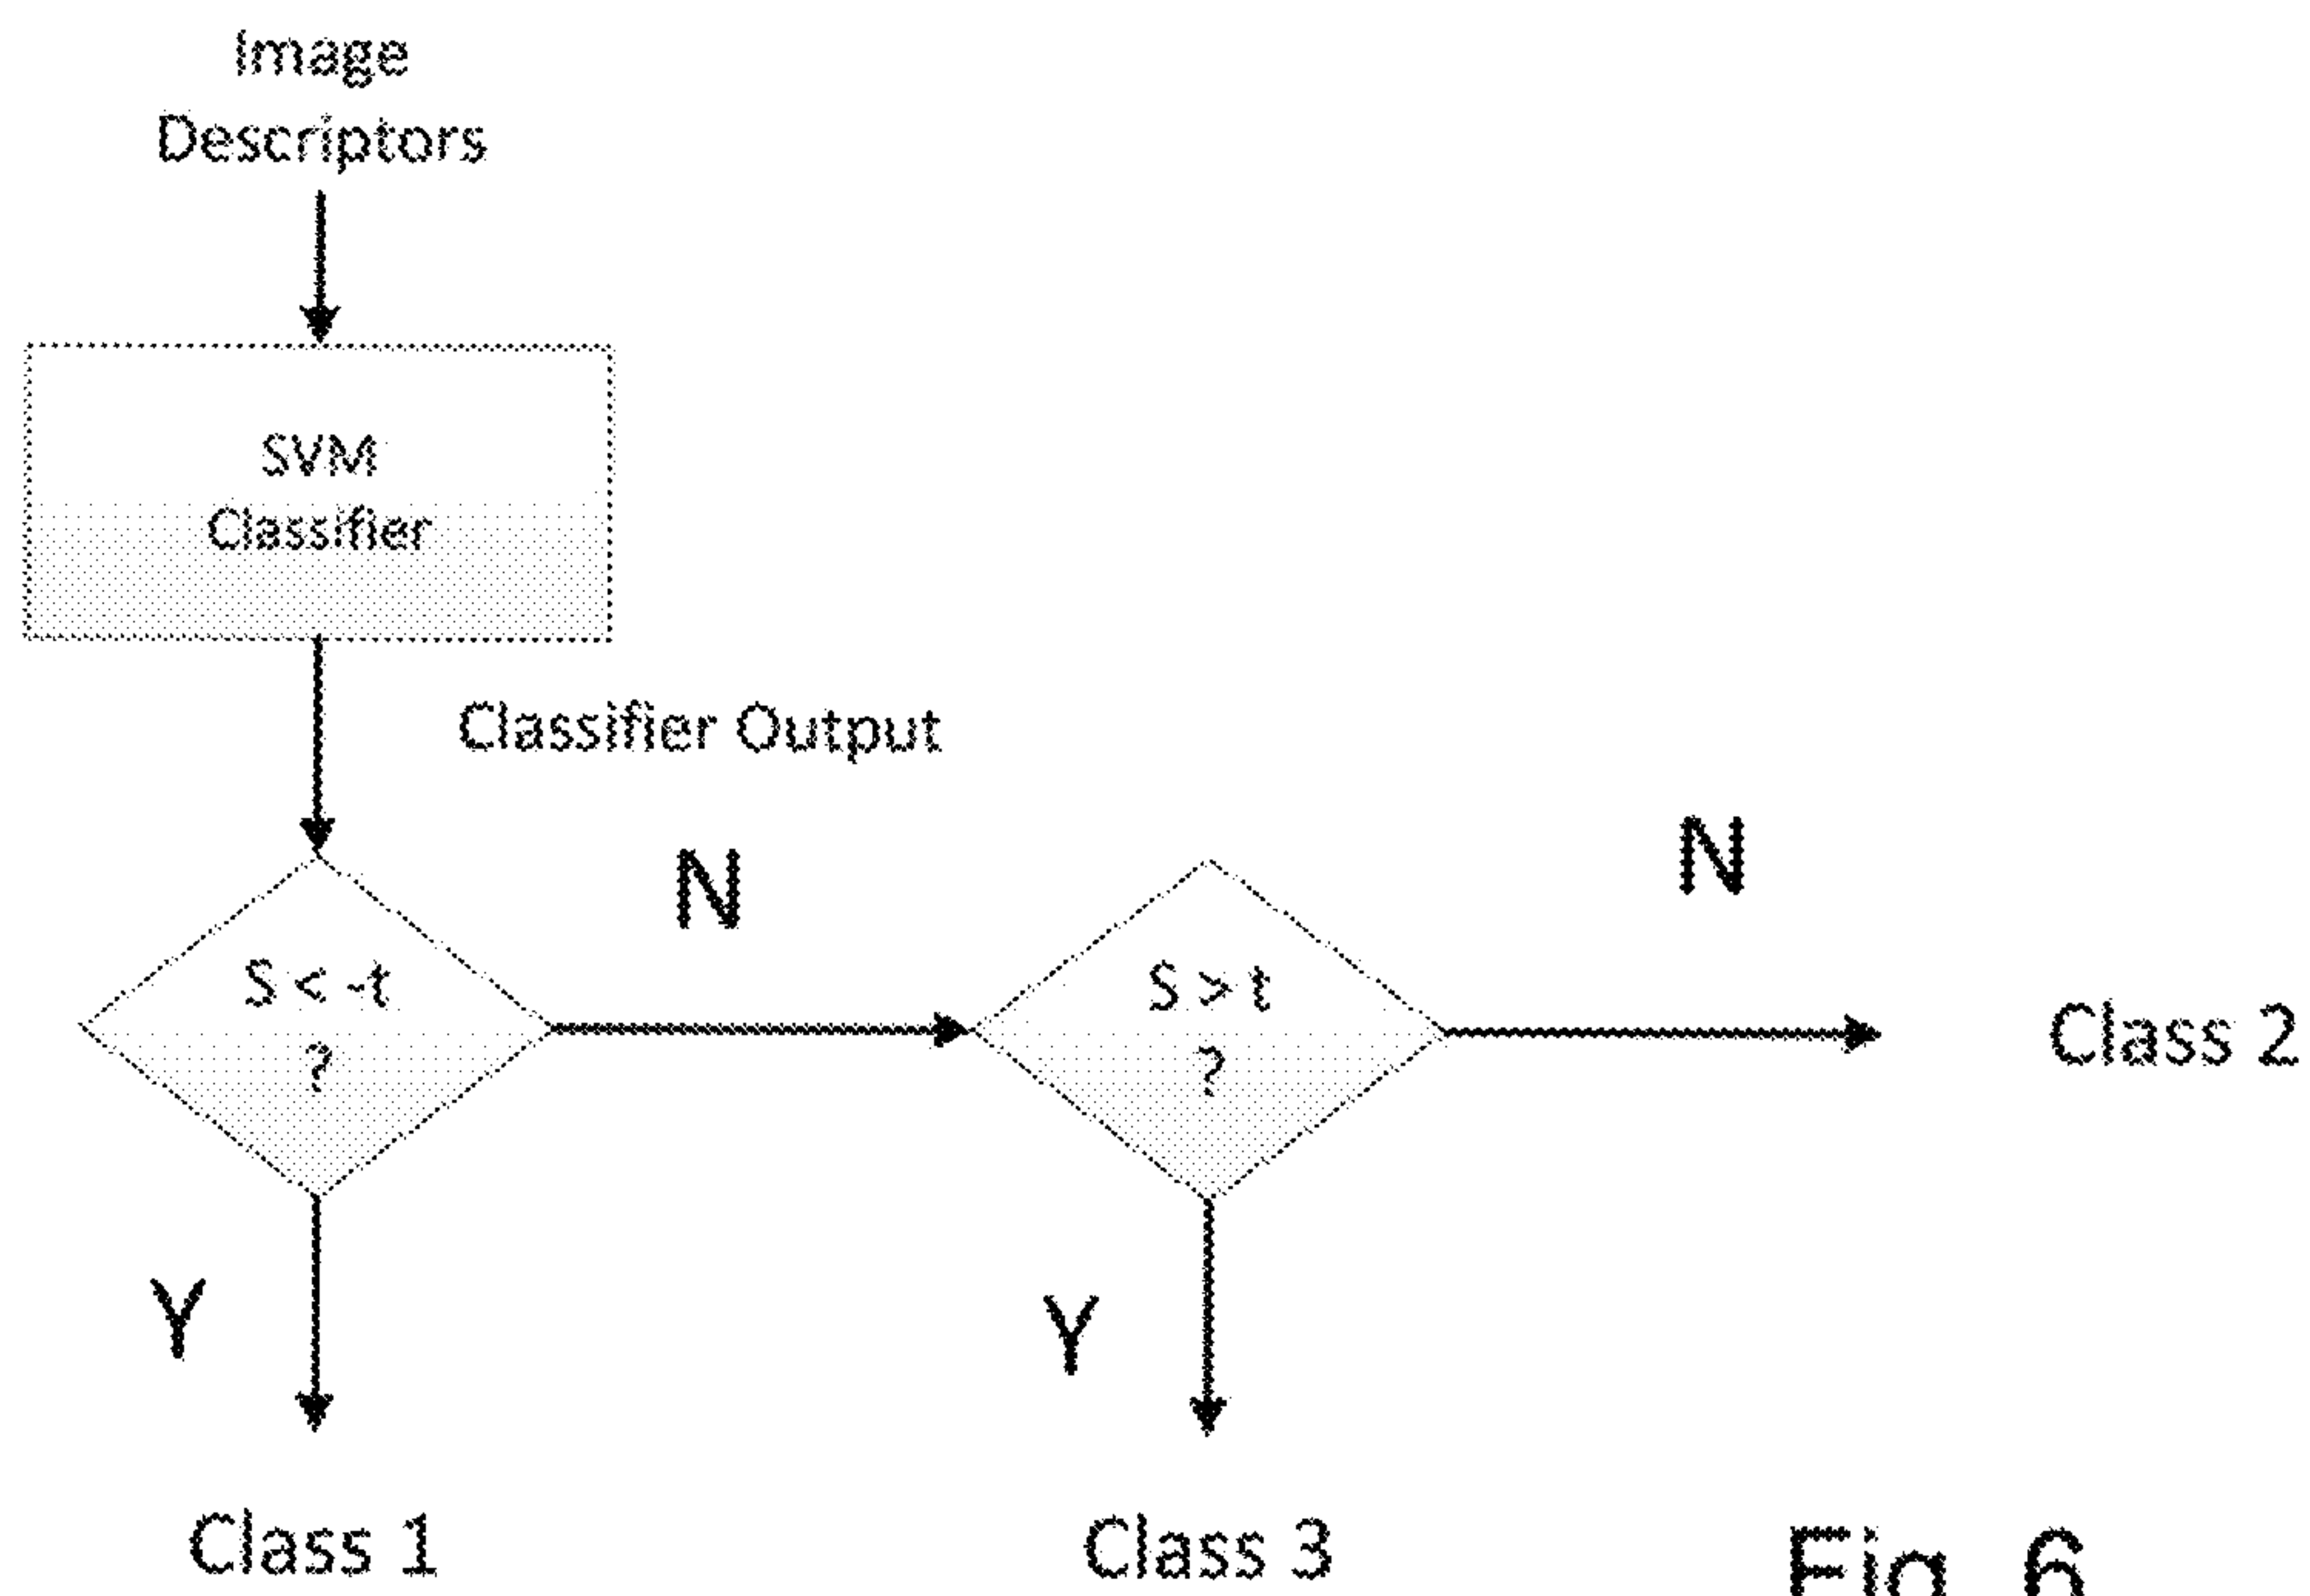 Image
Descriptors
SVM
Classifier
Classifier Output
N
N
S < -t
?
S > t
?
Class 2
Y
Y
Class 1
Class 3
Fig. 6